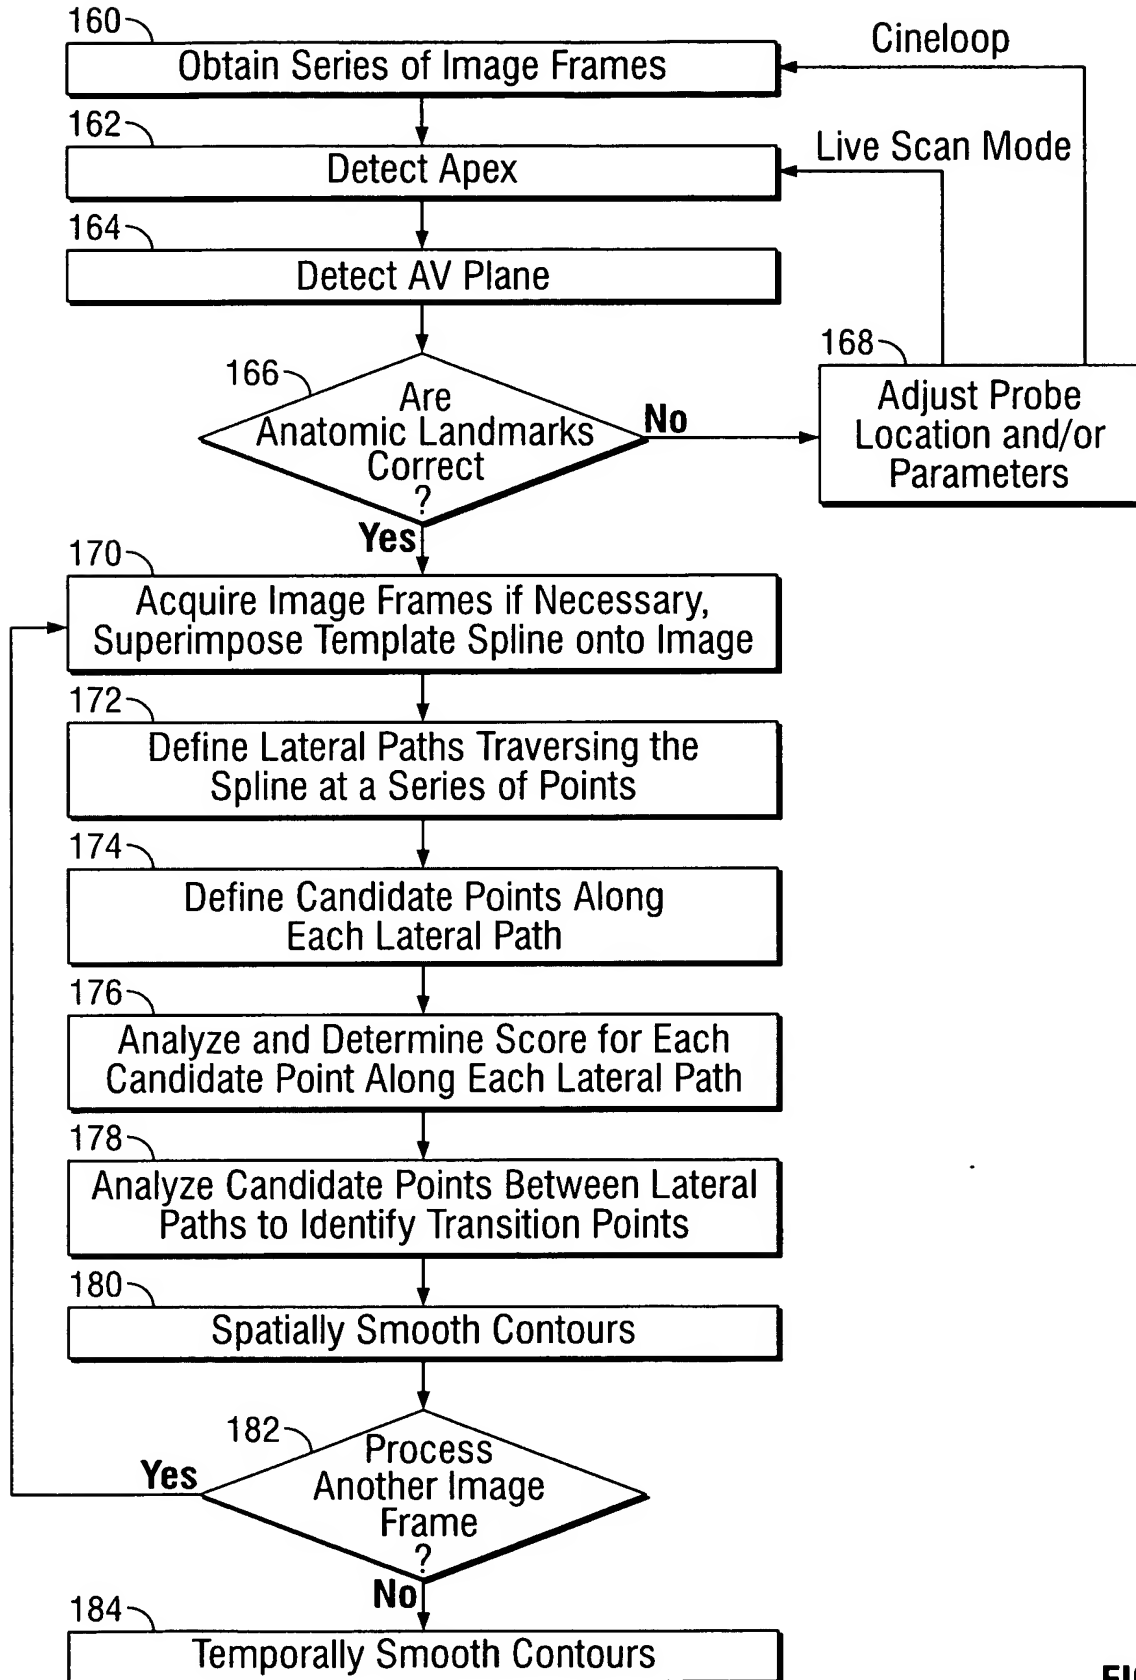 160
Obtain Series of Image Frames
Cineloop
162
Detect Apex
Live Scan Mode
164
Detect AV Plane
166
Are
Anatomic Landmarks
Correct
?
No
168
Adjust Probe
Location and/or
Parameters
Yes
170
Acquire Image Frames if Necessary,
Superimpose Template Spline onto Image
172
Define Lateral Paths Traversing the
Spline at a Series of Points
174
Define Candidate Points Along
Each Lateral Path
176
Analyze and Determine Score for Each
Candidate Point Along Each Lateral Path
178
Analyze Candidate Points Between Lateral
Paths to Identify Transition Points
180
Spatially Smooth Contours
182
Process
Another Image
Frame
?
Yes
No
184
Temporally Smooth Contours